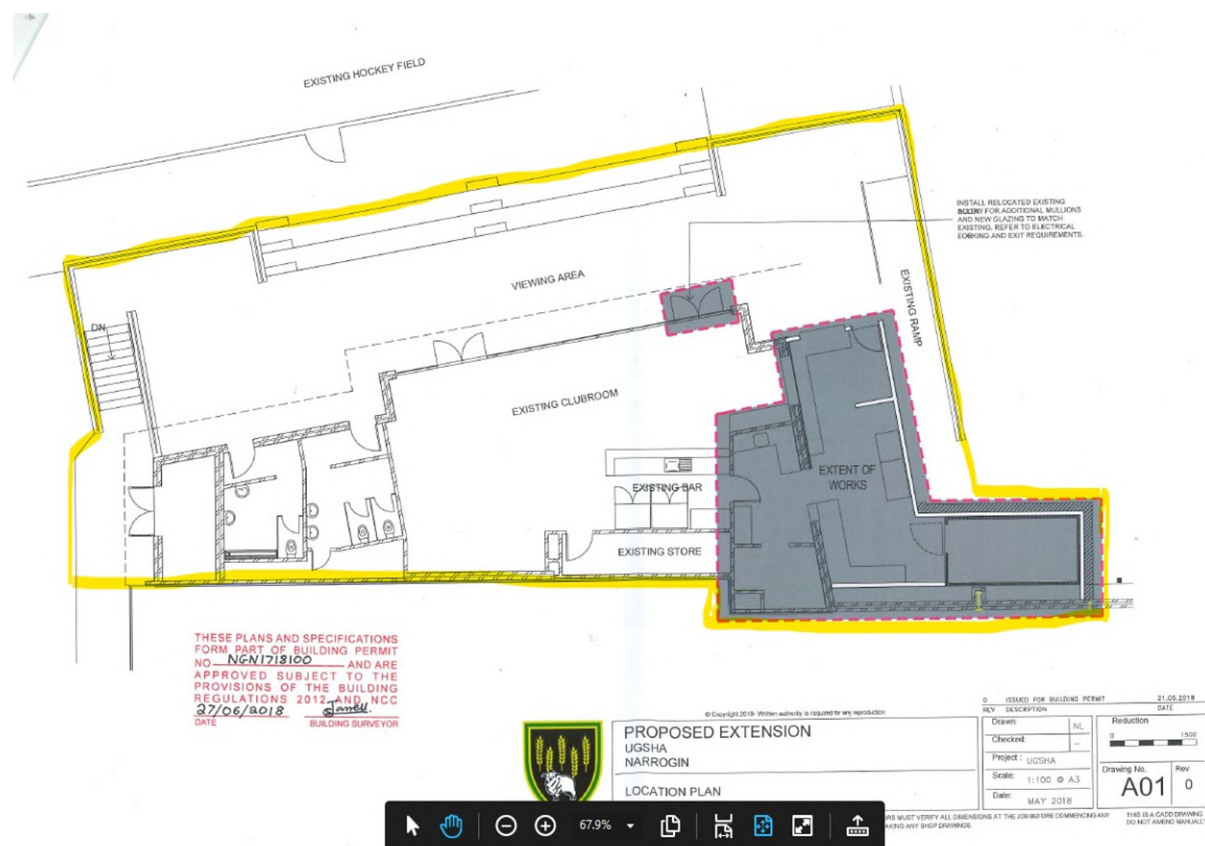 EXISTING HOCKEY FIELD
INSTALL RELOCATED EXISTING
FOR ADDITIONAL MULLIONS
AND NEW GLAZING TO MATCH
EXISTING, REFER TO ELECTRICAL
AND EXIT REQUIREMENTS.
VIEWING AREA
EXISTING RAMP
DN
EXISTING CLUBROOM
EXTENT OF
WORKS
EXISTING BAR
EXISTING STORE
THESE PLANS AND SPECIFICATIONS
FORM PART OF BUILDING PERMIT
NO NGN1718100 AND ARE
APPROVED SUBJECT TO THE
PROVISIONS OF THE BUILDING
REGULATIONS 2012 AND NCC
27/06/2018
DATE BUILDING SURVEYOR
© Copyright 2018- Written authority is required for any reproduction
PROPOSED EXTENSION
UGSHA
NARROGIN
LOCATION PLAN
0 ISSUED FOR BUILDING PERMIT 21.05.2018
REV DESCRIPTION DATE
Drawn: NL
Checked: –
Project : UGSHA
Scale: 1:100 @ A3
Date: MAY 2018
Reduction
0 1500
Drawing No. Rev
A01 0
MUST VERIFY ALL DIMENSIONS AT THE JOB BEFORE COMMENCING ANY
ANY SHOP DRAWINGS.
THIS IS A CADD DRAWING
DO NOT AMEND MANUALLY
67.9%